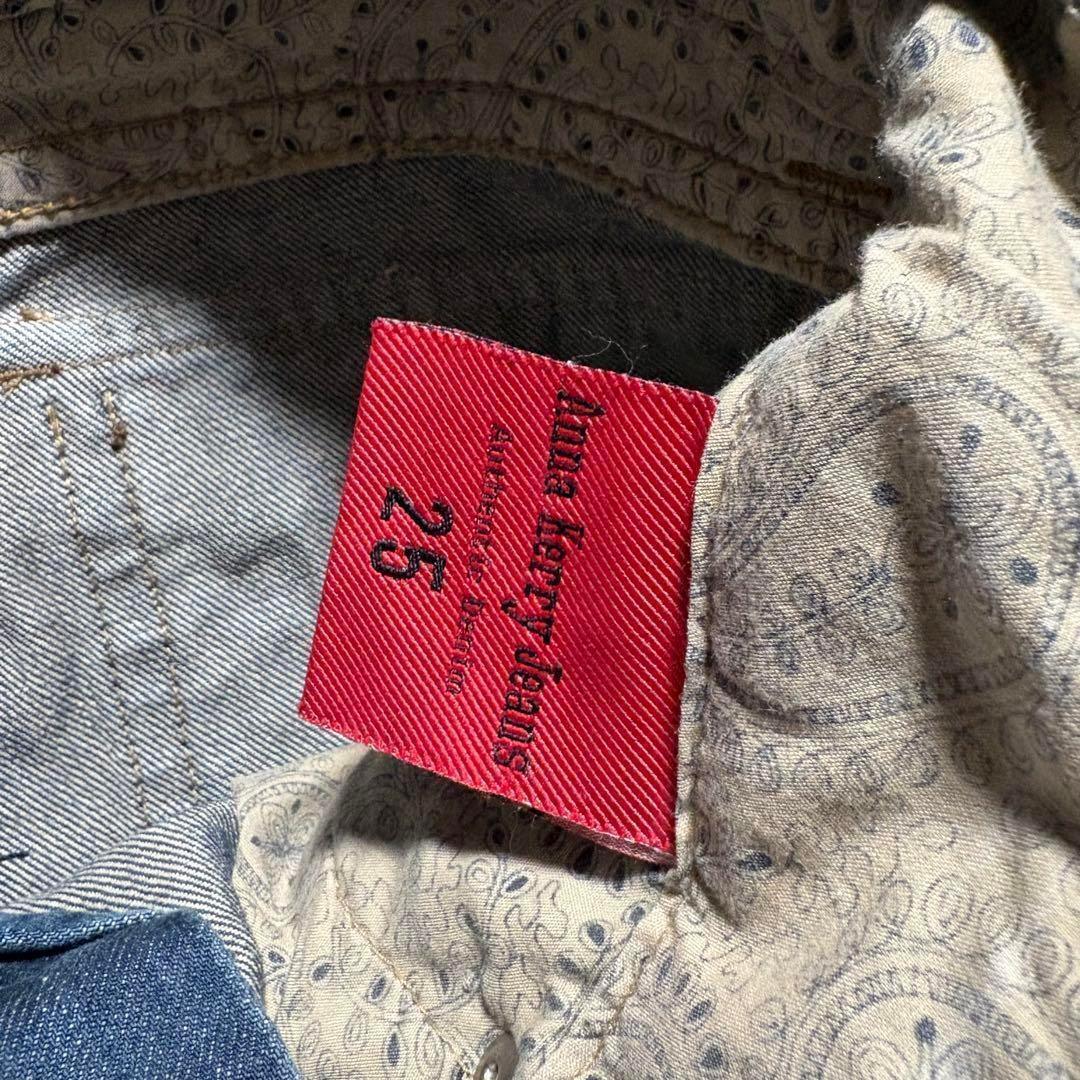 Anna Kerry Jeans
Authentic Denim
25